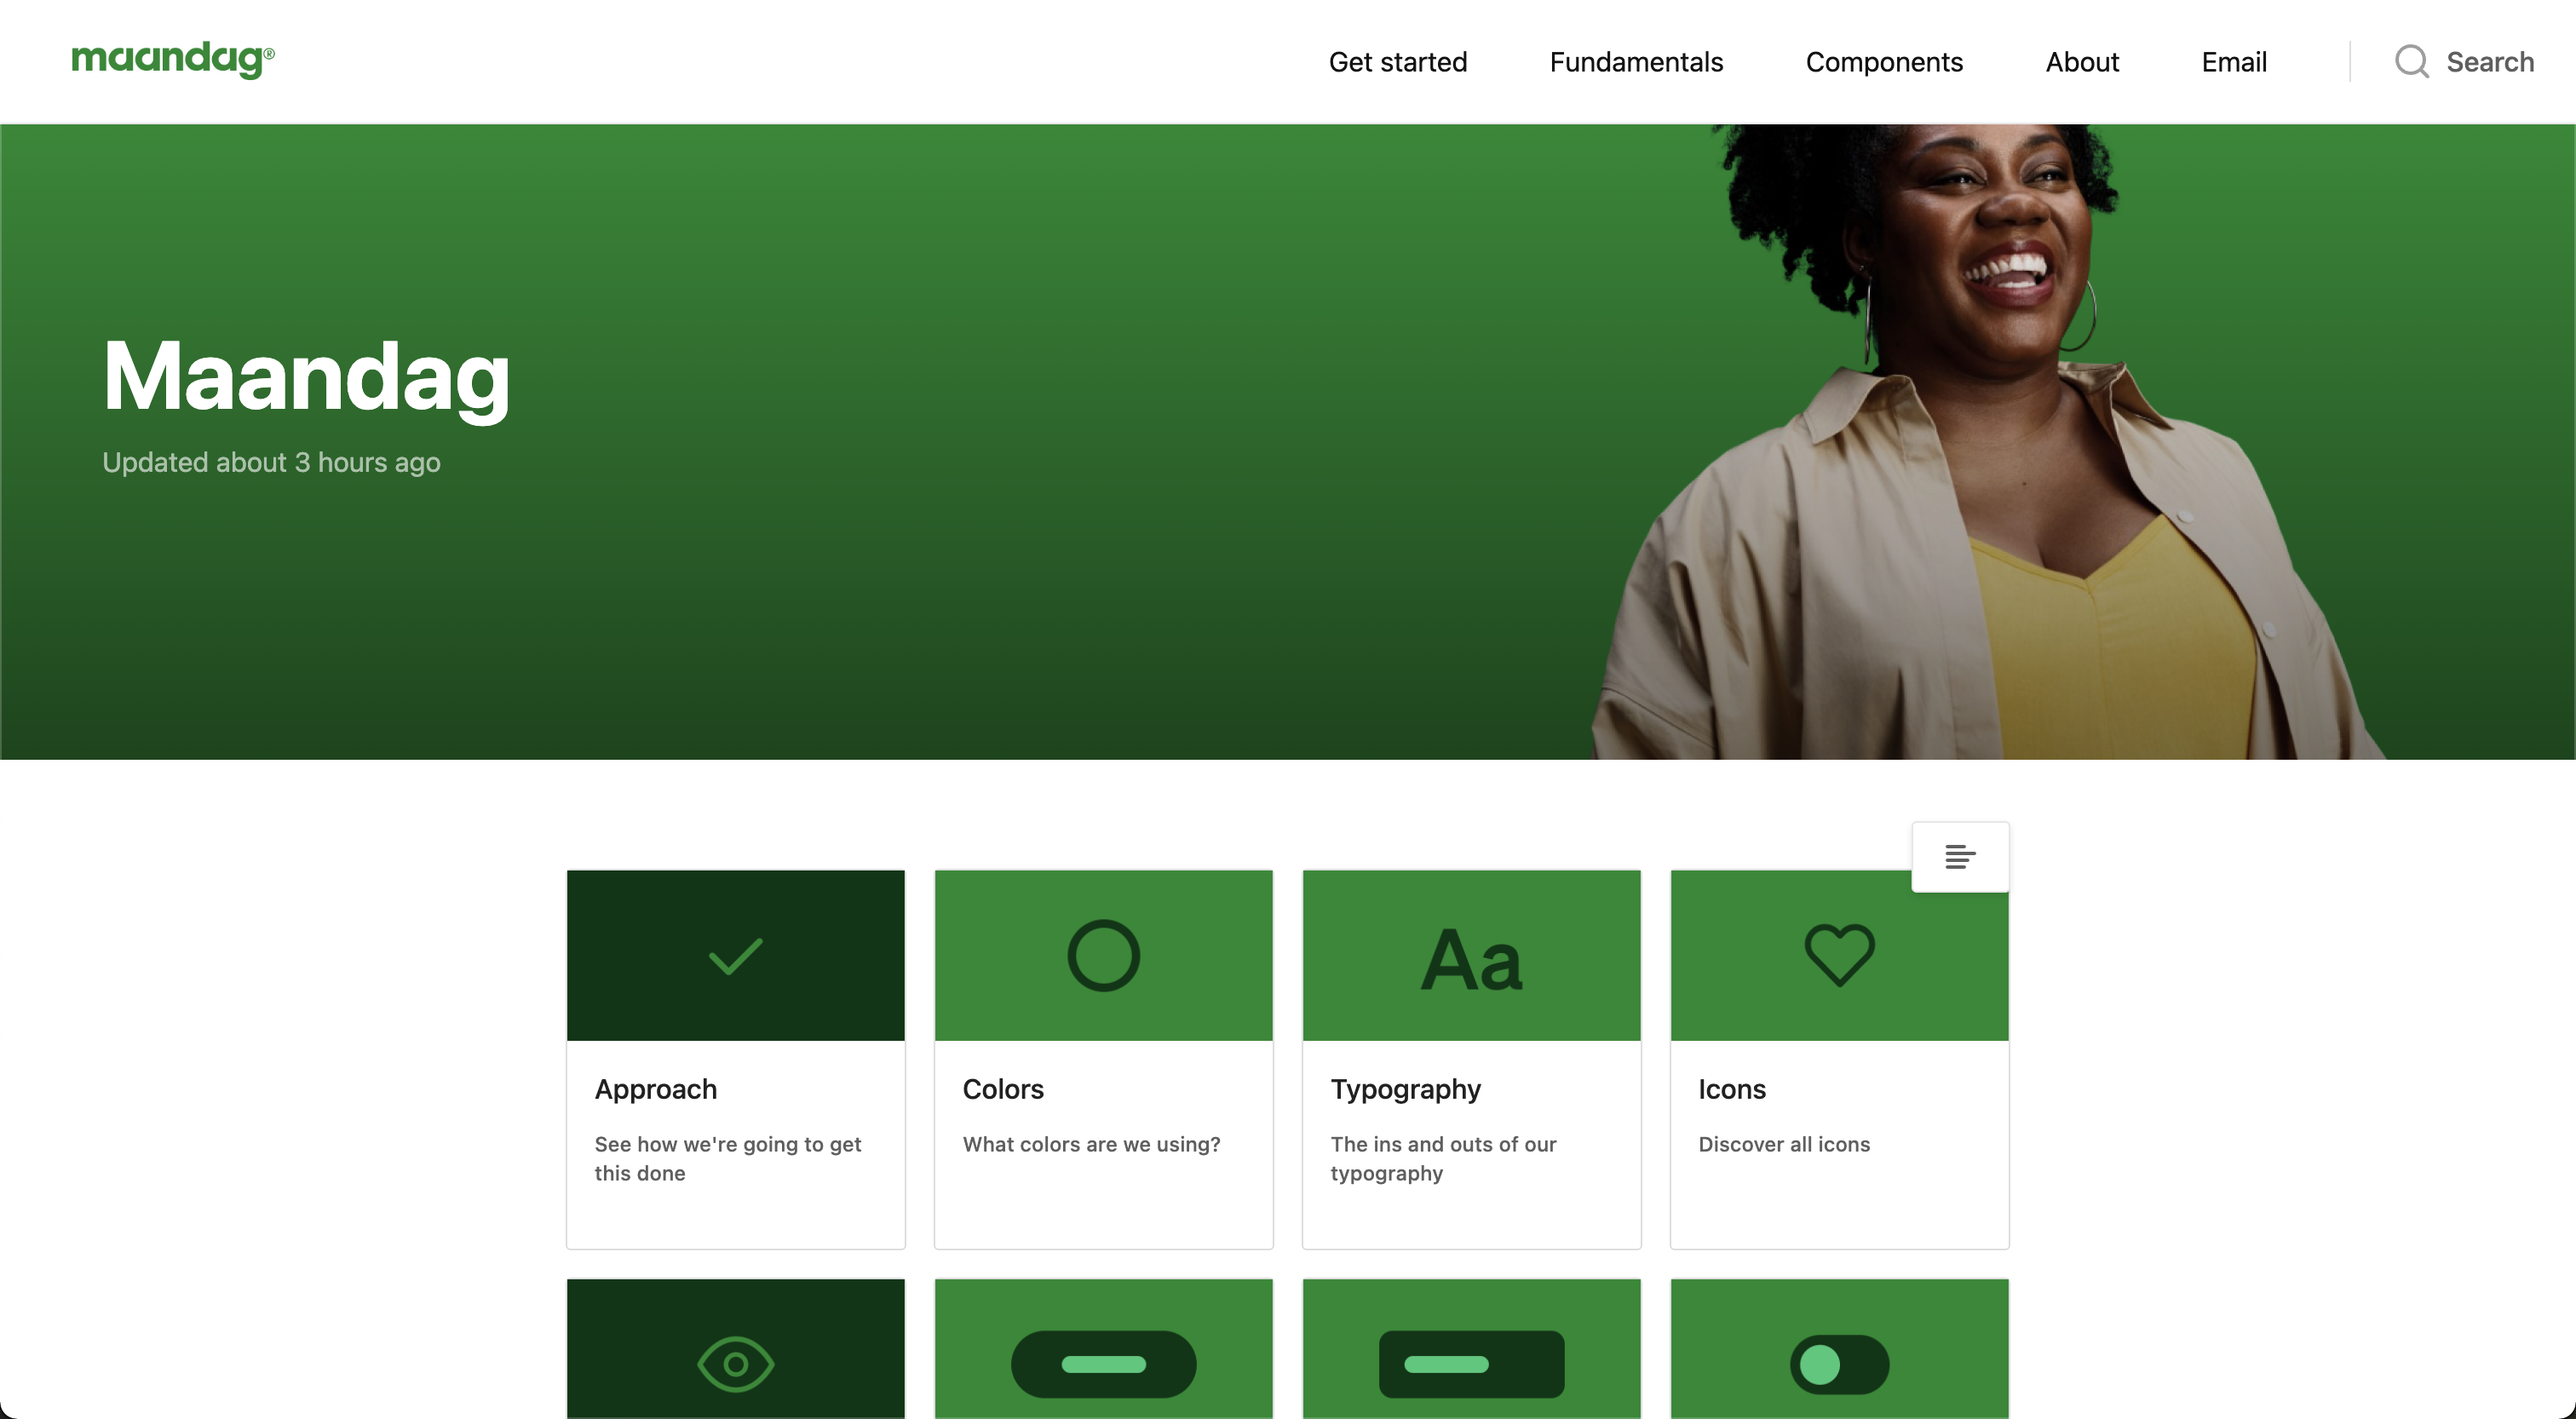 maandag®
Get started
Fundamentals
Components
About
Email
Search
Maandag
Updated about 3 hours ago
Aa
Approach
See how we're going to get
this done
Colors
What colors are we using?
Typography
The ins and outs of our
typography
Icons
Discover all icons